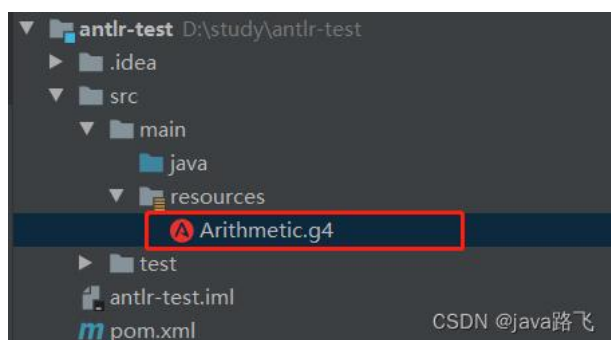 antlr-test D:\study\antlr-test
.idea
src
main
java
resources
Arithmetic.g4
test
antlr-test.iml
pom.xml
CSDN @java路飞